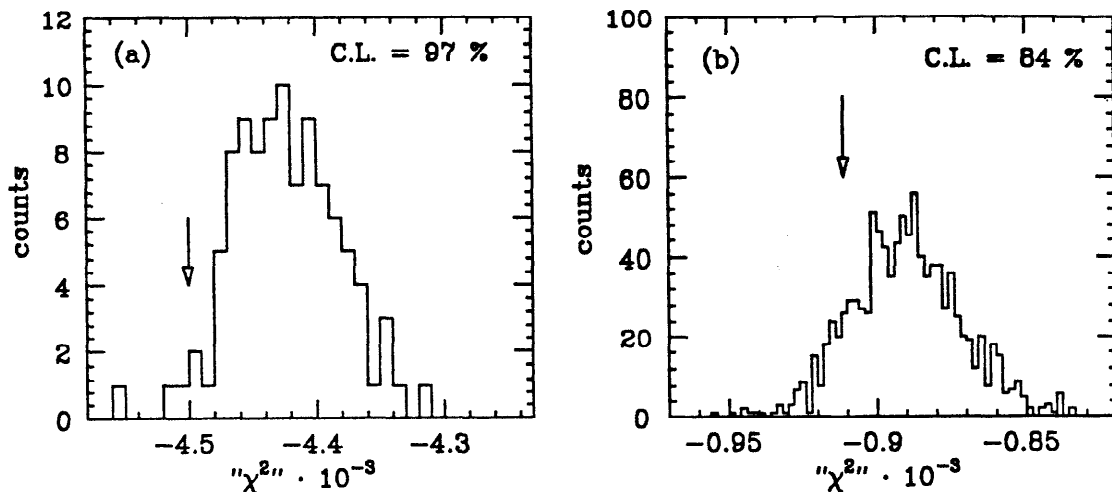 (a)
C.L. = 97 %
12
10
8
6
4
2
0
counts
−4.5
−4.4
−4.3
"χ²" · 10⁻³
(b)
C.L. = 84 %
100
80
60
40
20
0
counts
−0.95
−0.9
−0.85
"χ²" · 10⁻³